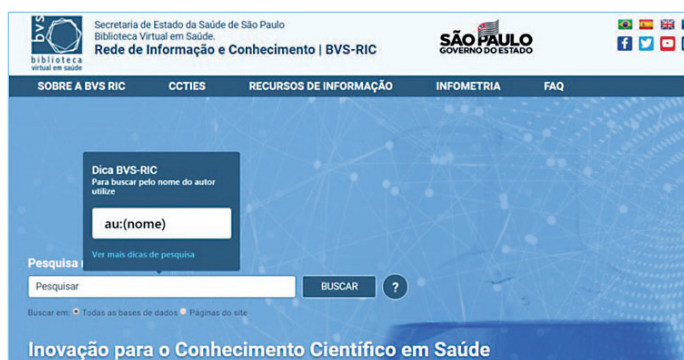 bvs
biblioteca
virtual em saúde
Secretaria de Estado da Saúde de São Paulo
Biblioteca Virtual em Saúde.
Rede de Informação e Conhecimento | BVS-RIC
SÃO PAULO
GOVERNO DO ESTADO
SOBRE A BVS RIC CCTIES RECURSOS DE INFORMAÇÃO INFOMETRIA FAQ
Dica BVS-RIC
Para buscar pelo nome do autor
utilize
au:(nome)
Ver mais dicas de pesquisa
Pesquisa
Pesquisar BUSCAR ?
Buscar em: Todas as bases de dados Páginas do site
Inovação para o Conhecimento Científico em Saúde